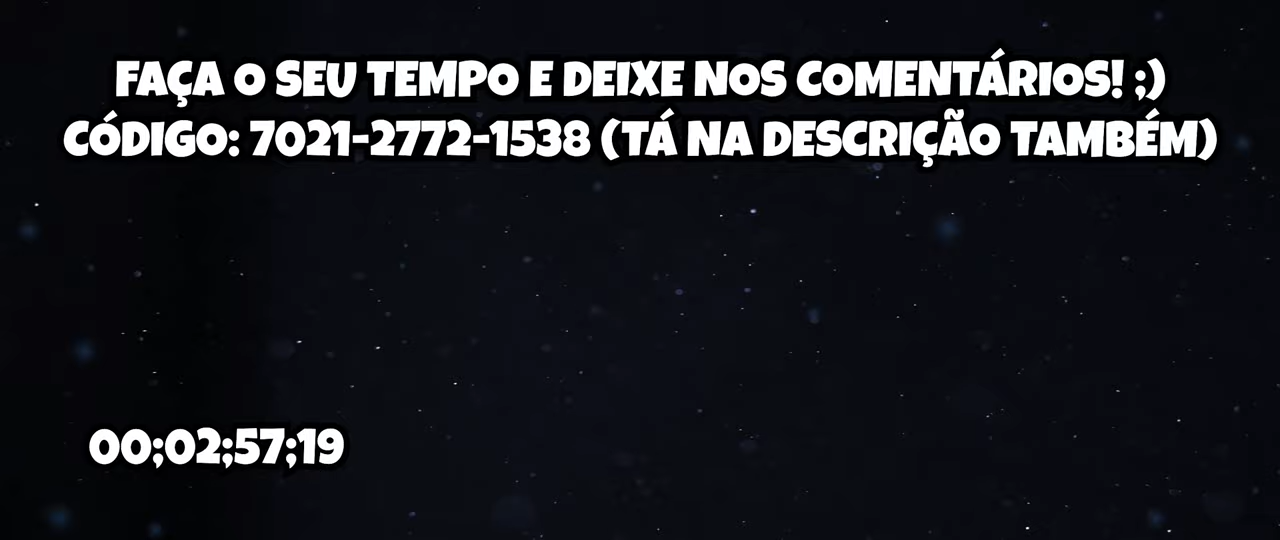 FAÇA O SEU TEMPO E DEIXE NOS COMENTÁRIOS! ;)
CÓDIGO: 7021-2772-1538 (TÁ NA DESCRIÇÃO TAMBÉM)
00;02;57;19